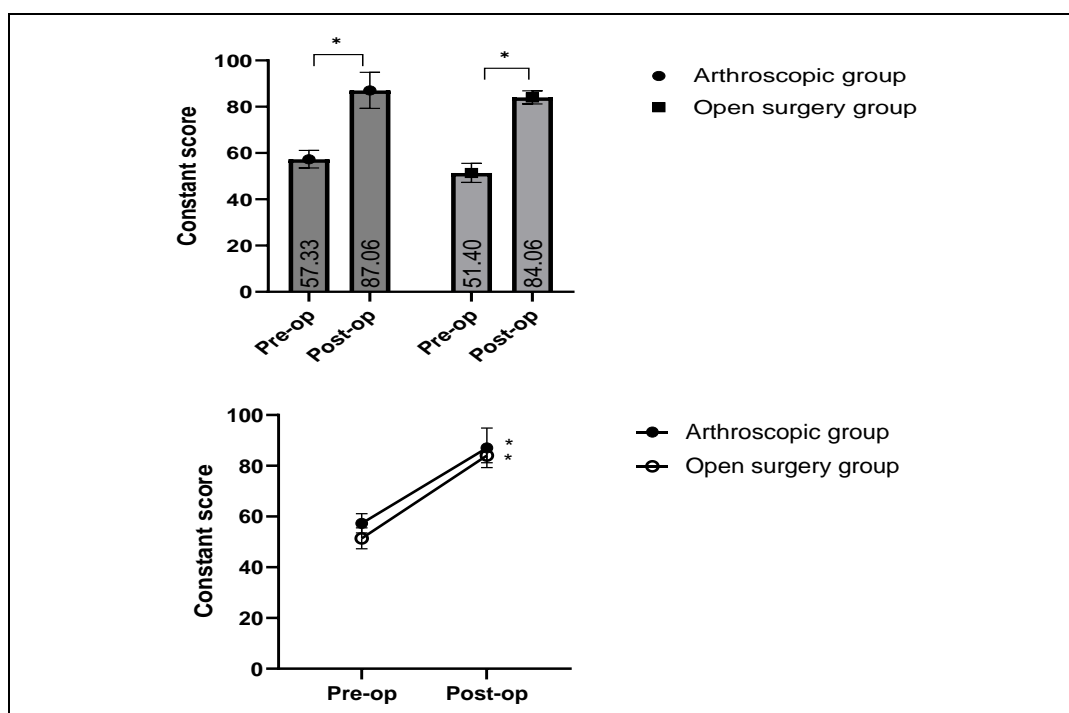 *
*
100
80
60
40
20
0
Constant score
57.33
87.06
51.40
84.06
Pre-op
Post-op
Pre-op
Post-op
Arthroscopic group
Open surgery group
100
80
60
40
20
0
Constant score
*
*
Pre-op
Post-op
Arthroscopic group
Open surgery group